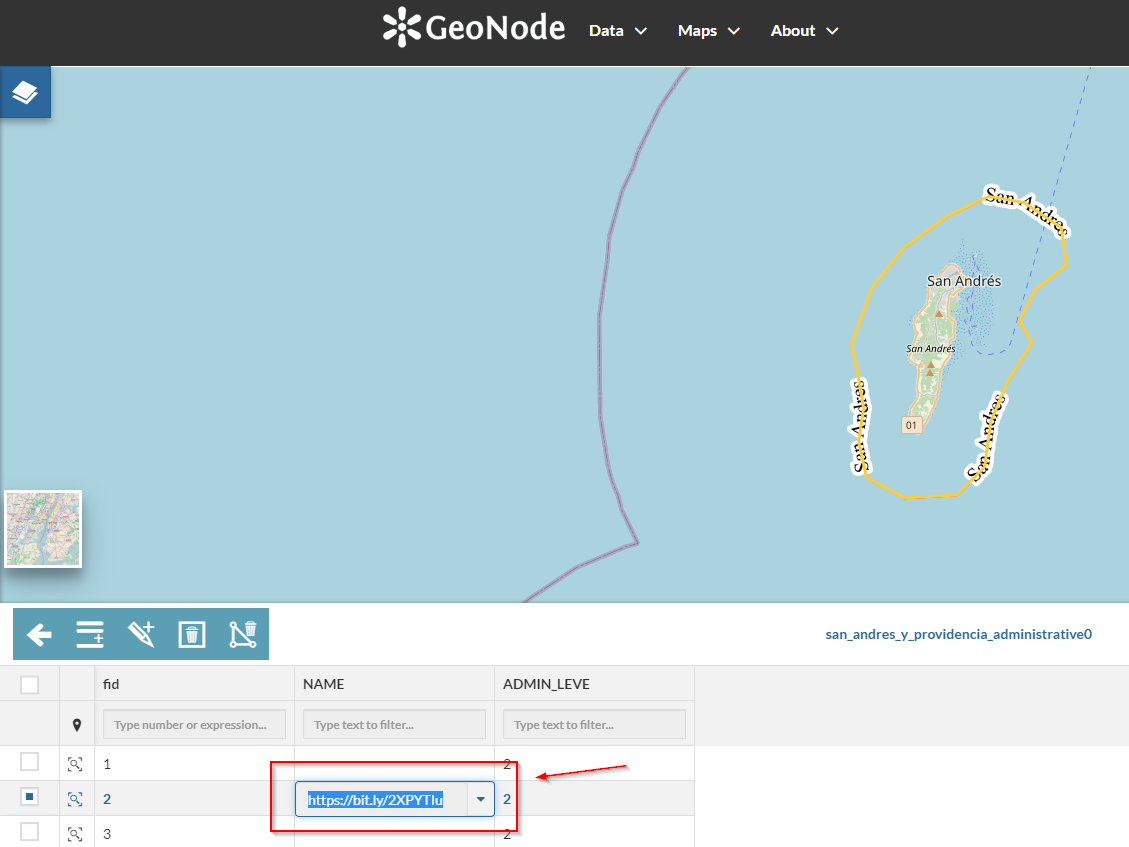 GeoNode Data Maps About
San Andres
San Andrés
San Andrés
01
San Andres
San Andres
san_andres_y_providencia_administrative0
fid NAME ADMIN_LEVE
Type number or expression... Type text to filter... Type text to filter...
1 2
2 https://bit.ly/2XPYTlu 2
3 2